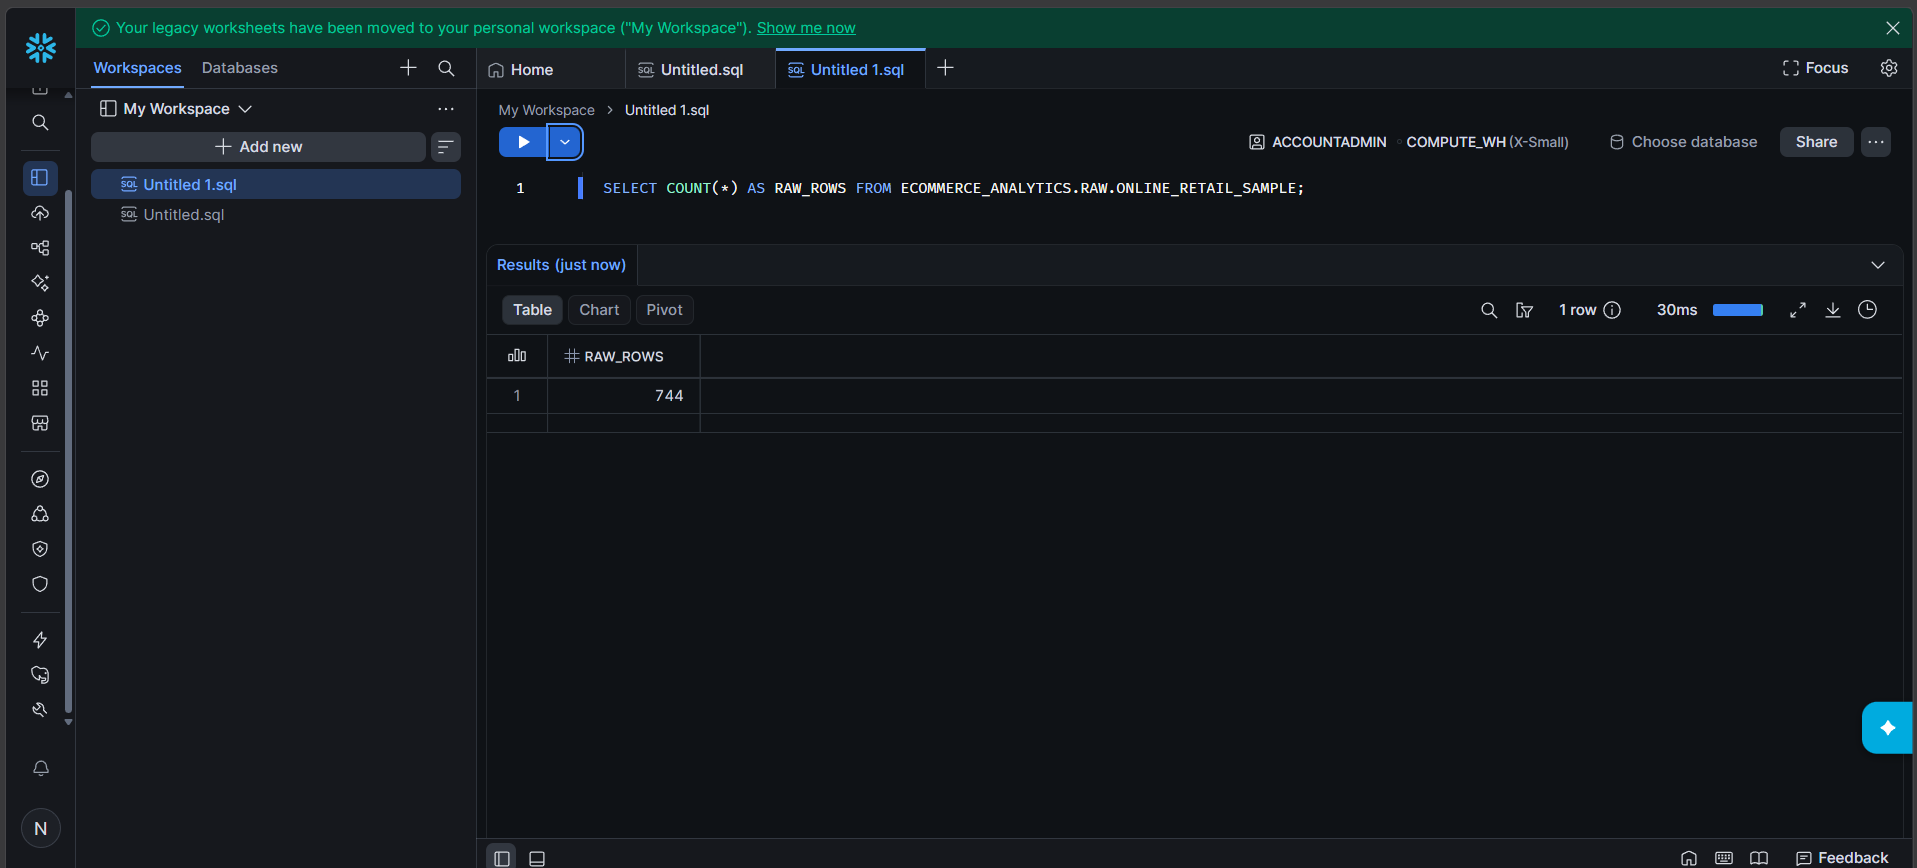 Your legacy worksheets have been moved to your personal workspace ("My Workspace"). Show me now
Workspaces Databases
Home
Untitled.sql
Untitled 1.sql
Focus
My Workspace
My Workspace > Untitled 1.sql
Add new
ACCOUNTADMIN COMPUTE_WH (X-Small)
Choose database
Share
SQL Untitled 1.sql
SQL Untitled.sql
1 SELECT COUNT(*) AS RAW_ROWS FROM ECOMMERCE_ANALYTICS.RAW.ONLINE_RETAIL_SAMPLE;
Results (just now)
Table Chart Pivot
1 row
30ms
RAW_ROWS
1 744
N
Feedback